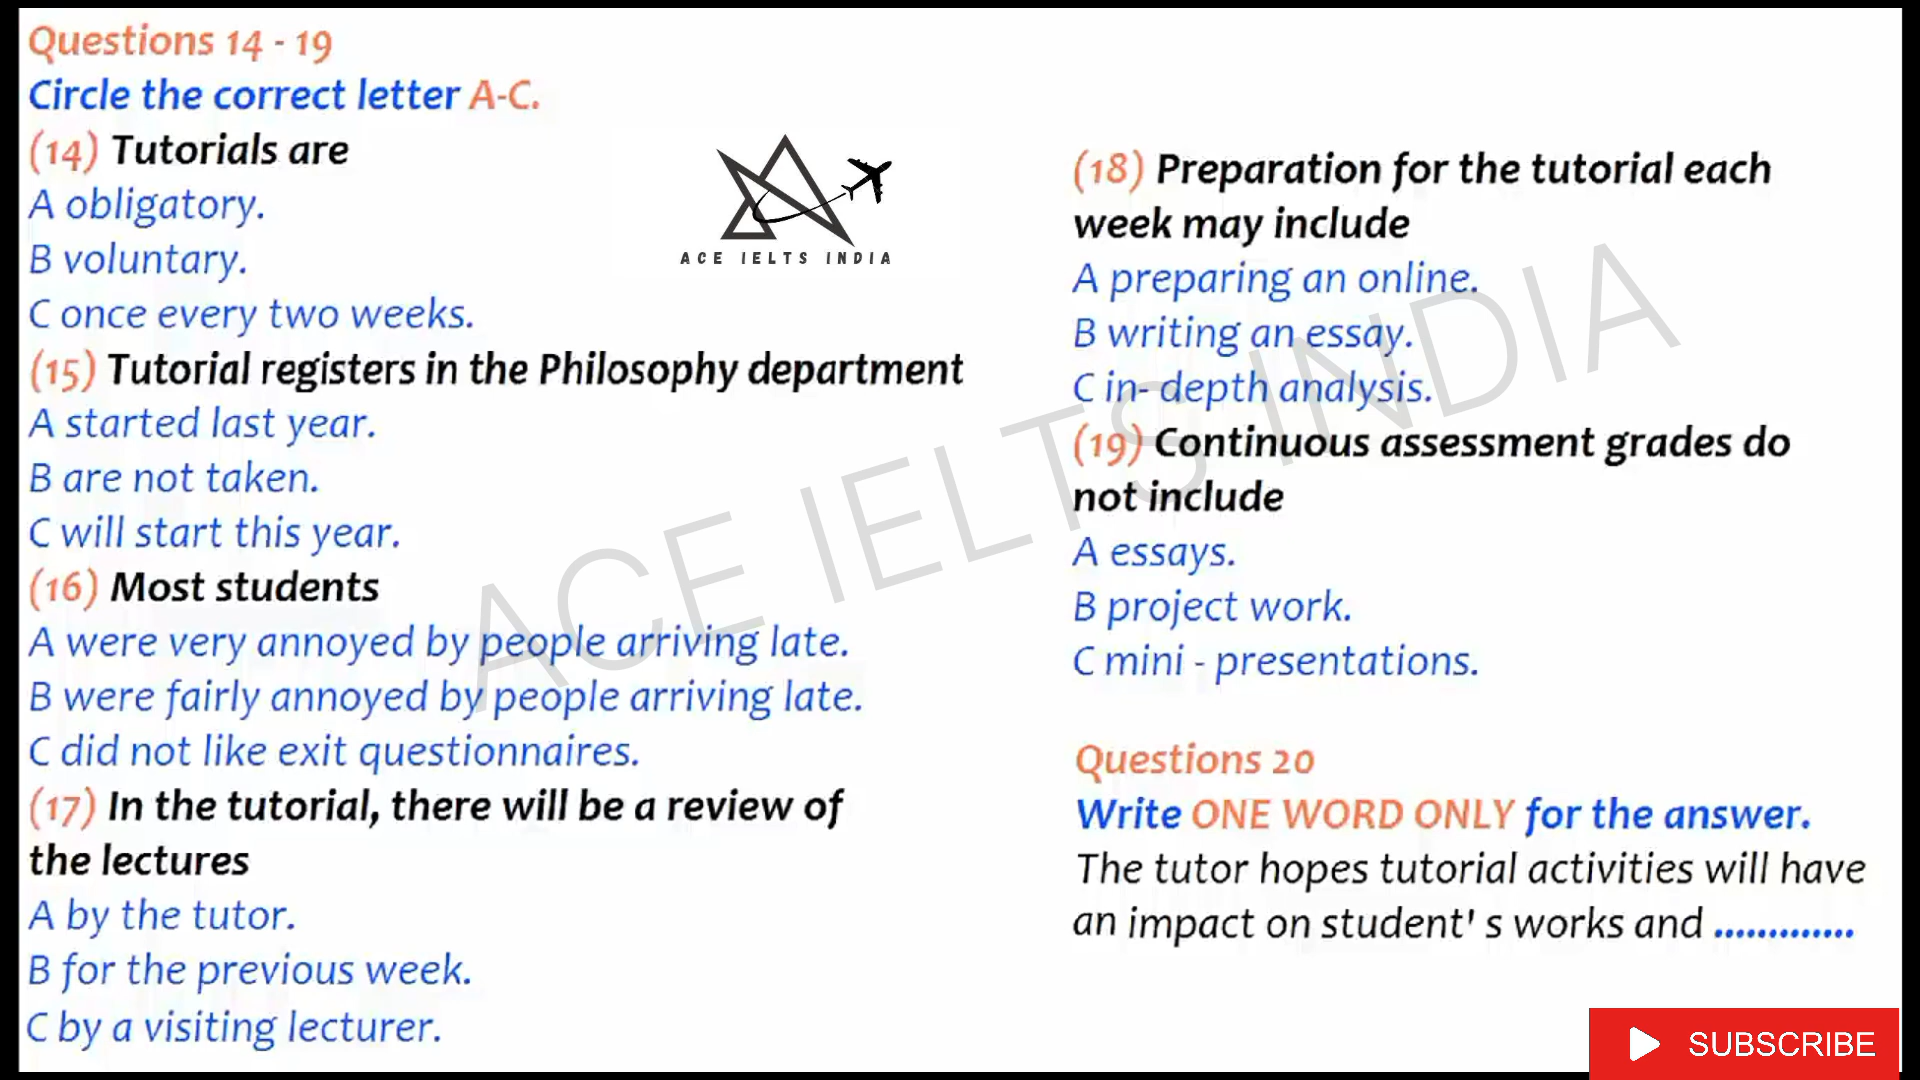 Questions 14 - 19
Circle the correct letter A-C.
(14) Tutorials are
A obligatory.
B voluntary.
C once every two weeks.
(15) Tutorial registers in the Philosophy department
A started last year.
B are not taken.
C will start this year.
(16) Most students
A were very annoyed by people arriving late.
B were fairly annoyed by people arriving late.
C did not like exit questionnaires.
(17) In the tutorial, there will be a review of
the lectures
A by the tutor.
B for the previous week.
C by a visiting lecturer.
ACE IELTS INDIA
(18) Preparation for the tutorial each
week may include
A preparing an online.
B writing an essay.
C in- depth analysis.
(19) Continuous assessment grades do
not include
A essays.
B project work.
C mini - presentations.
Questions 20
Write ONE WORD ONLY for the answer.
The tutor hopes tutorial activities will have
an impact on student' s works and .............
ACE IELTS INDIA
SUBSCRIBE